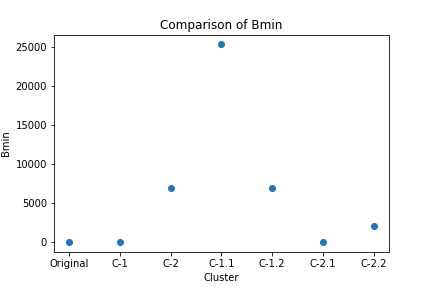 Comparison of Bmin
Bmin
25000
20000
15000
10000
5000
0
Original C-1 C-2 C-1.1 C-1.2 C-2.1 C-2.2
Cluster